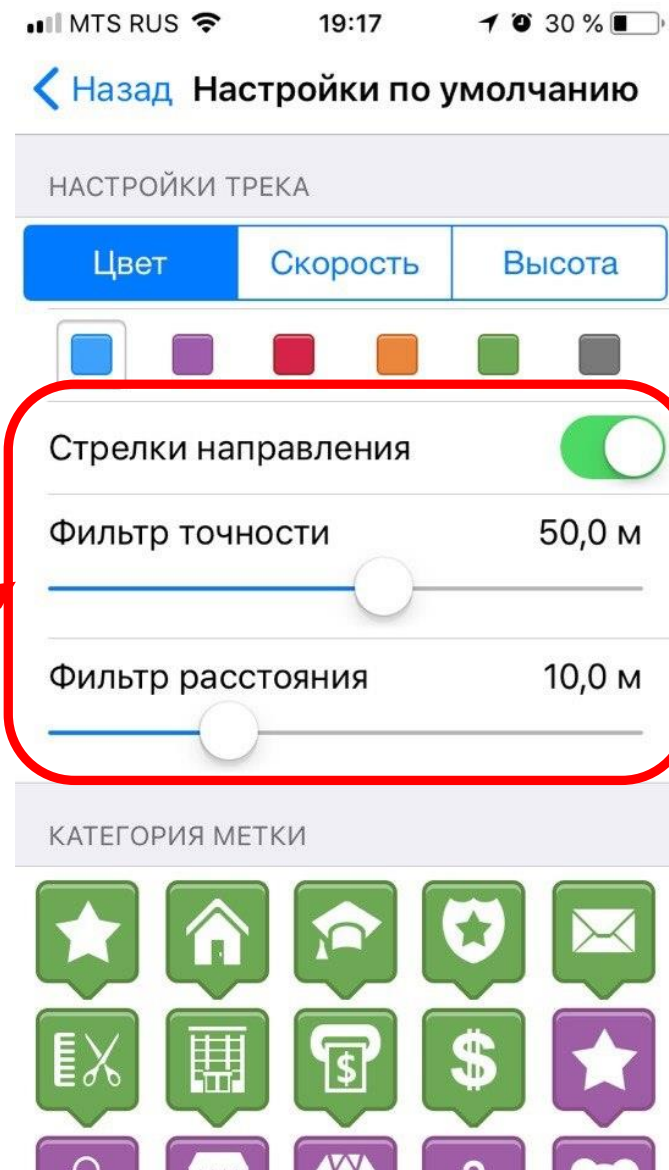 MTS RUS 19:17 30 %
Назад Настройки по умолчанию
НАСТРОЙКИ ТРЕКА
Цвет Скорость Высота
Стрелки направления
Фильтр точности 50,0 м
Фильтр расстояния 10,0 м
КАТЕГОРИЯ МЕТКИ
$
$